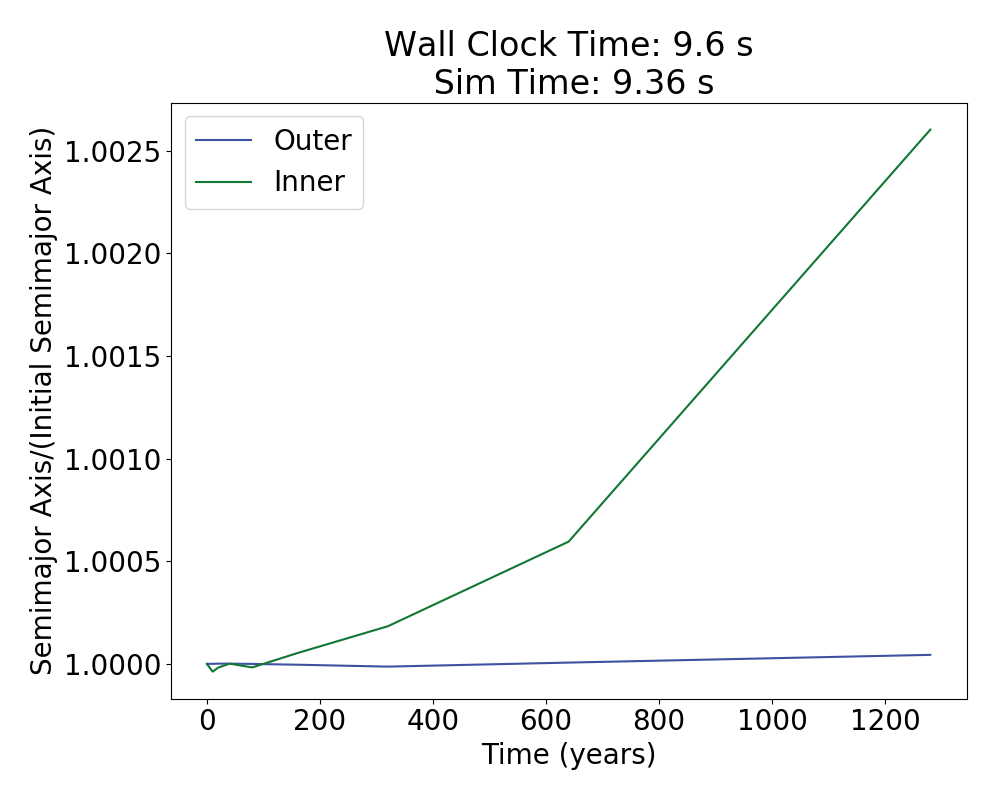 Wall Clock Time: 9.6 s
Sim Time: 9.36 s
Outer
Inner
Semimajor Axis/(Initial Semimajor Axis)
1.0025
1.0020
1.0015
1.0010
1.0005
1.0000
0 200 400 600 800 1000 1200
Time (years)